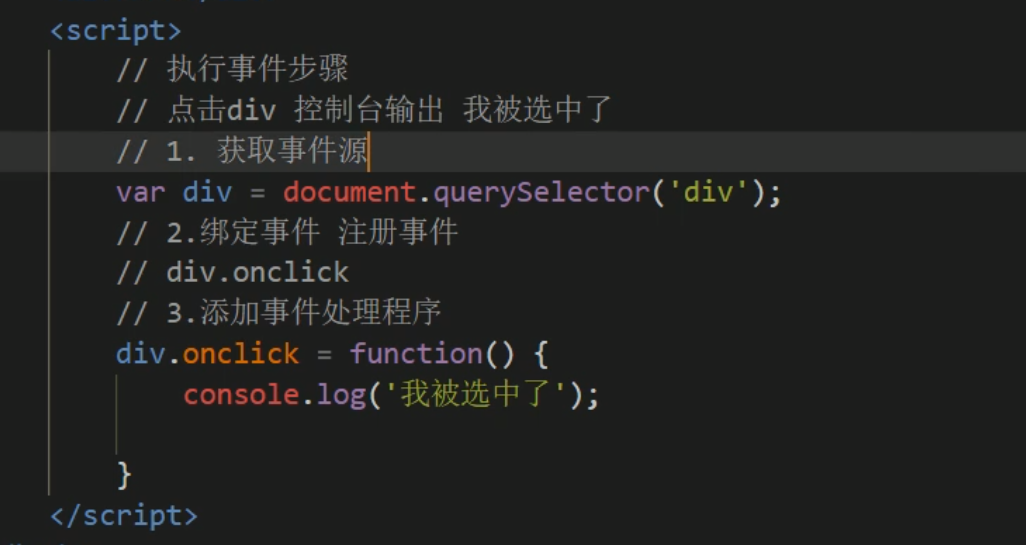 <script>
// 执行事件步骤
// 点击div 控制台输出 我被选中了
// 1. 获取事件源
var div = document.querySelector('div');
// 2.绑定事件 注册事件
// div.onclick
// 3.添加事件处理程序
div.onclick = function() {
console.log('我被选中了');
}
</script>